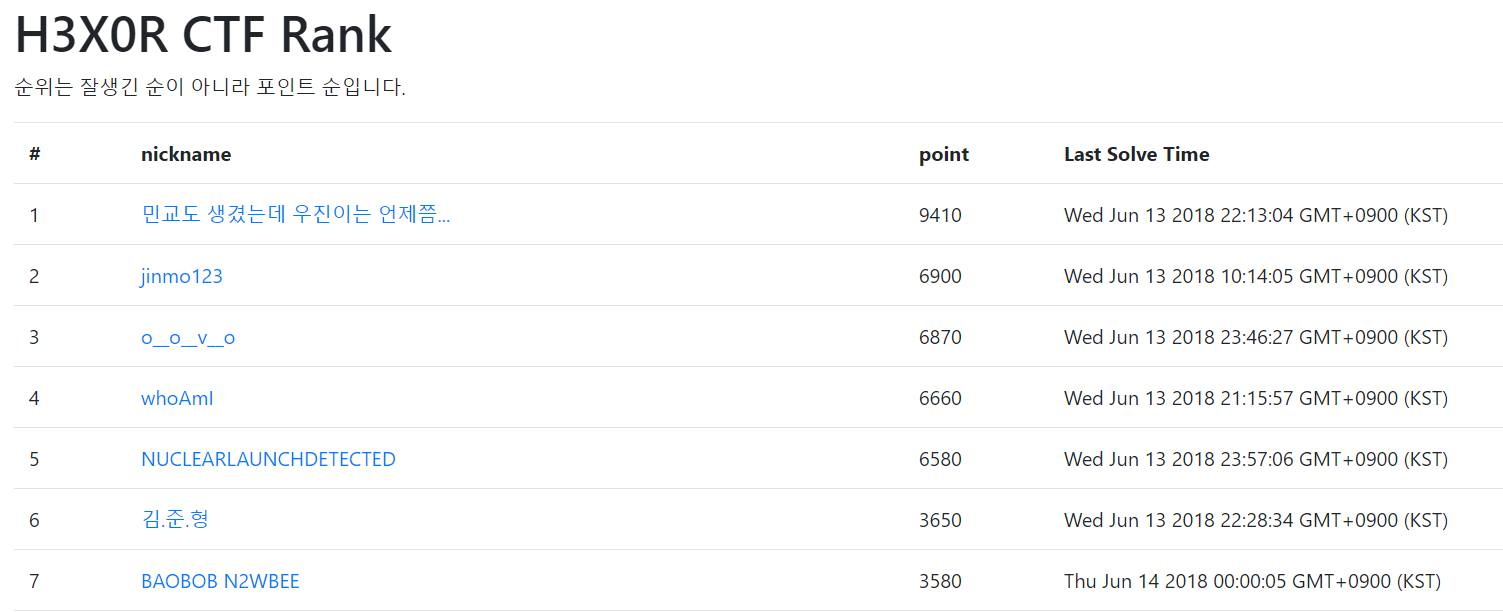 H3X0R CTF Rank
순위는 잘생긴 순이 아니라 포인트 순입니다.
# nickname point Last Solve Time
1 민교도 생겼는데 우진이는 언제쯤... 9410 Wed Jun 13 2018 22:13:04 GMT+0900 (KST)
2 jinmo123 6900 Wed Jun 13 2018 10:14:05 GMT+0900 (KST)
3 o__o__v__o 6870 Wed Jun 13 2018 23:46:27 GMT+0900 (KST)
4 whoAmI 6660 Wed Jun 13 2018 21:15:57 GMT+0900 (KST)
5 NUCLEARLAUNCHDETECTED 6580 Wed Jun 13 2018 23:57:06 GMT+0900 (KST)
6 김.준.형 3650 Wed Jun 13 2018 22:28:34 GMT+0900 (KST)
7 BAOBOB N2WBEE 3580 Thu Jun 14 2018 00:00:05 GMT+0900 (KST)